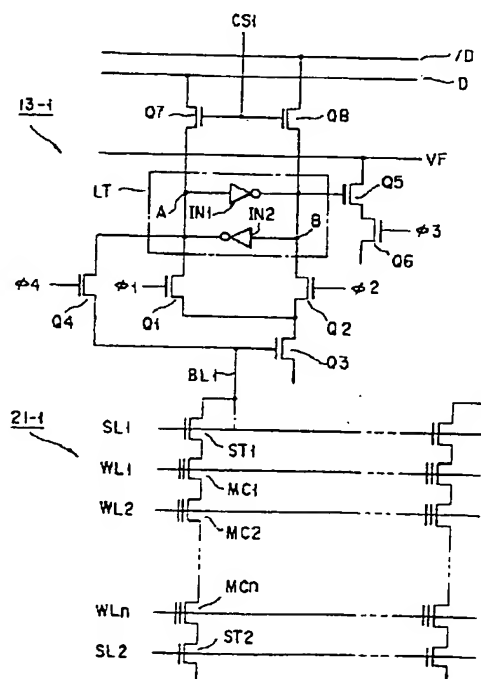 CS1
/D
D
Q7
Q8
13-1
VF
LT
Q5
A
IN1
IN2
B
φ3
Q6
φ4
φ1
φ2
Q4
Q1
Q2
Q3
BL1
21-1
SL1
ST1
WL1
MC1
WL2
MC2
MCn
WLn
ST2
SL2